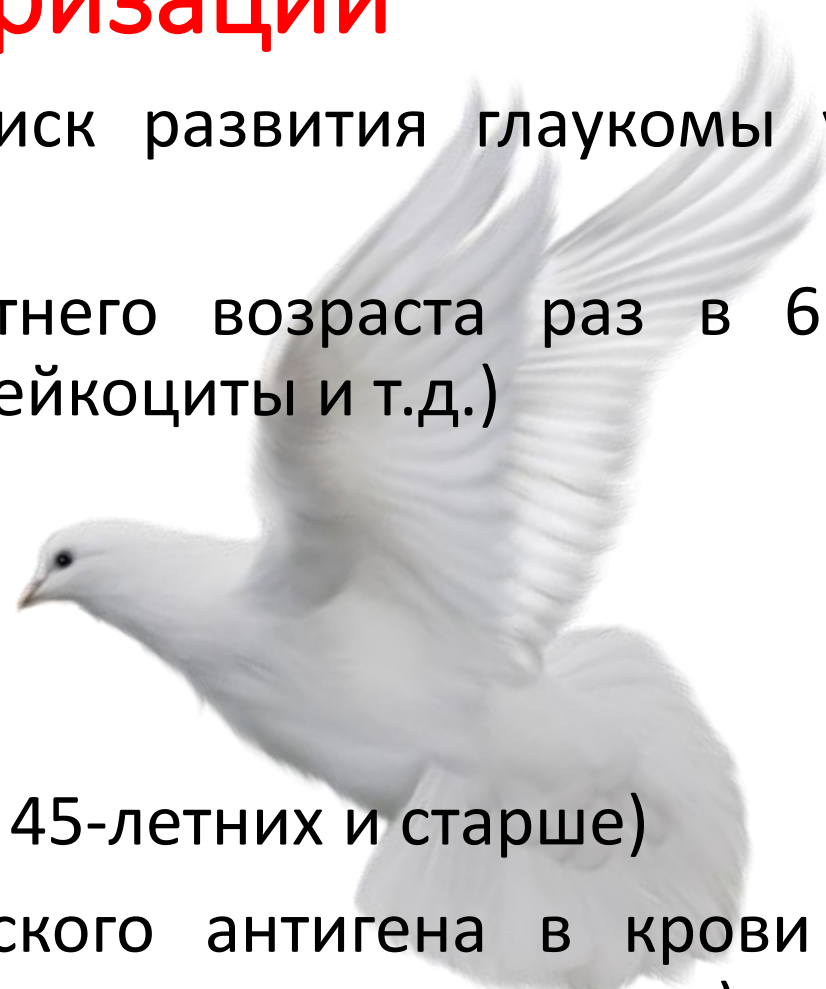 ризации
иск развития глаукомы
тнего возраста раз в 6
ейкоциты и т.д.)
45-летних и старше)
ского антигена в крови
)